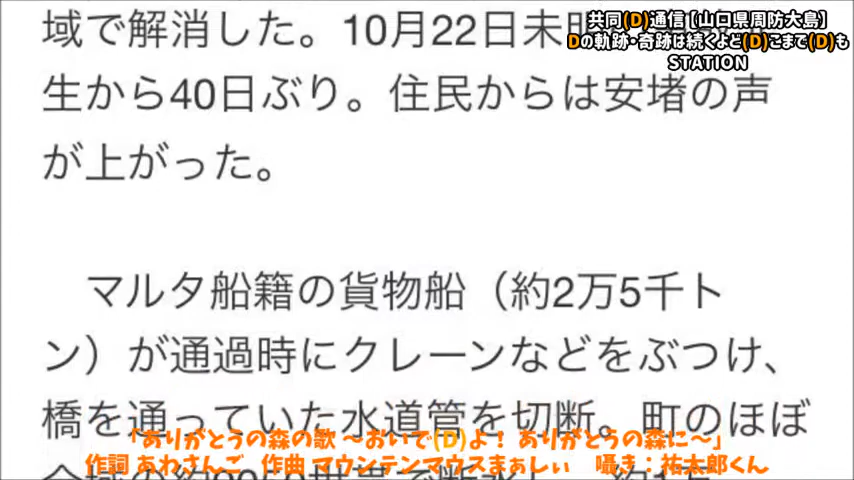 共同(D)通信【山口県周防大島】
Dの軌跡・奇跡は続くよど(D)こまで(D)も
STATION
域で解消した。10月22日未明
生から40日ぶり。住民からは安堵の声
が上がった。
マルタ船籍の貨物船（約2万5千ト
ン）が通過時にクレーンなどをぶつけ、
橋を通っていた水道管を切断。町のほぼ
「ありがとうの森の歌 ～おいで(D)よ！ ありがとうの森に～」
作詞 あわさんご 作曲 マウンテンマウスまぁしぃ 囁き：祐太郎くん